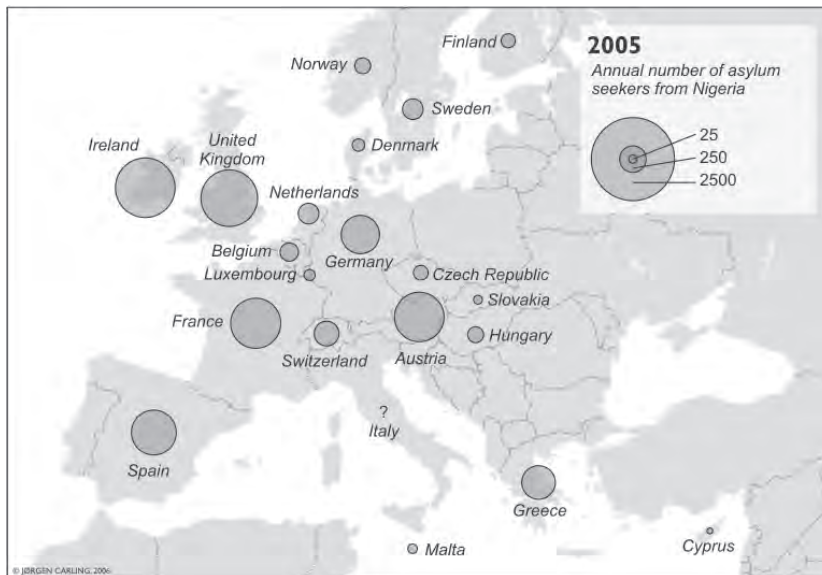 2005
Annual number of asylum
seekers from Nigeria
25
250
2500
Finland
Norway
Sweden
Denmark
Ireland
United
Kingdom
Netherlands
Belgium
Luxembourg
Germany
Czech Republic
Slovakia
France
Switzerland
Austria
Hungary
?
Italy
Spain
Greece
Malta
Cyprus
© JØRGEN CARLING, 2006